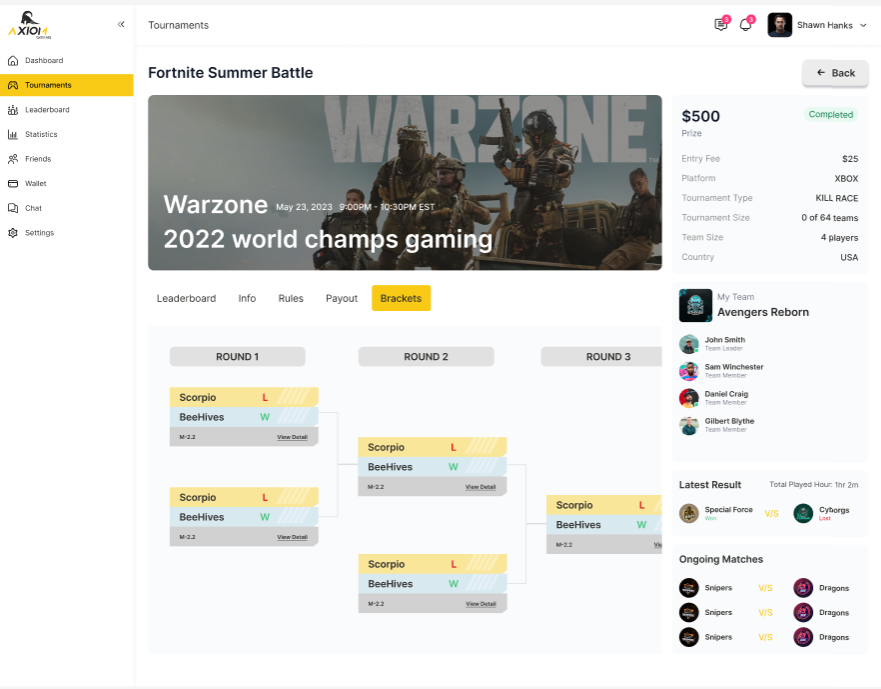 AXIO14
Tournaments
3
3
Shawn Hanks
Dashboard
Tournaments
Leaderboard
Statistics
Friends
Wallet
Chat
Settings
Fortnite Summer Battle
Back
WARZONE
TM
Warzone May 23, 2023 9:00PM - 10:30PM EST
2022 world champs gaming
$500 Completed
Prize
Entry Fee $25
Platform XBOX
Tournament Type KILL RACE
Tournament Size 0 of 64 teams
Team Size 4 players
Country USA
Leaderboard Info Rules Payout Brackets
ROUND 1 ROUND 2 ROUND 3
Scorpio L
BeeHives W
M-2.2 View Detail
Scorpio L
BeeHives W
M-2.2 View Detail
Scorpio L
BeeHives W
M-2.2 View Detail
Scorpio L
BeeHives W
M-2.2 View Detail
Scorpio L
BeeHives W
M-2.2 Vie
My Team
Avengers Reborn
John Smith
Team Leader
Sam Winchester
Team Member
Daniel Craig
Team Member
Gilbert Blythe
Team Member
Latest Result Total Played Hour: 1hr 2m
Special Force V/S Cyborgs
Won Lost
Ongoing Matches
Snipers V/S Dragons
Snipers V/S Dragons
Snipers V/S Dragons